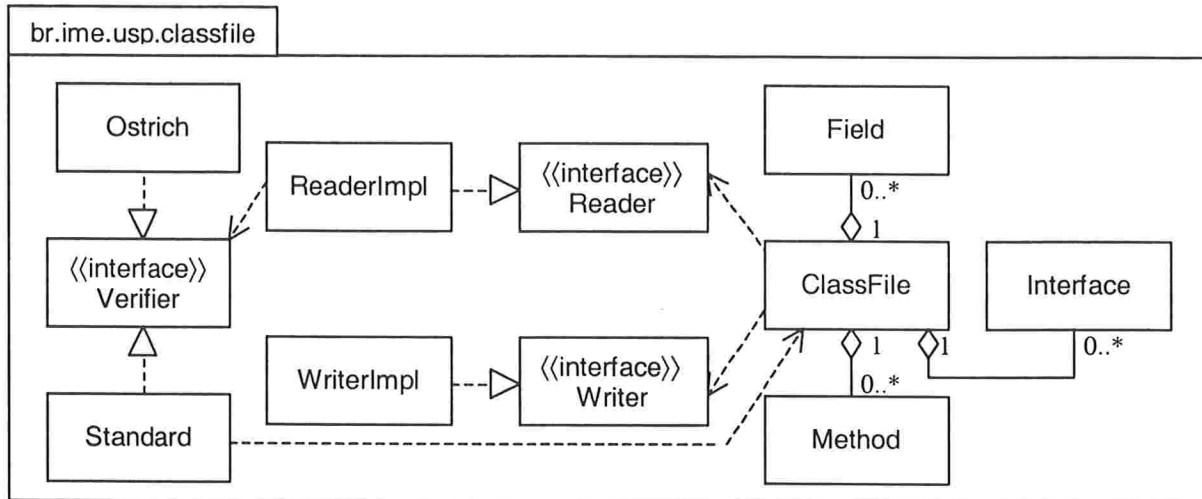 br.ime.usp.classfile
Ostrich
Field
ReaderImpl
⟨⟨interface⟩⟩
Reader
0..*
1
⟨⟨interface⟩⟩
Verifier
ClassFile
Interface
WriterImpl
⟨⟨interface⟩⟩
Writer
1
1
0..*
0..*
Standard
Method